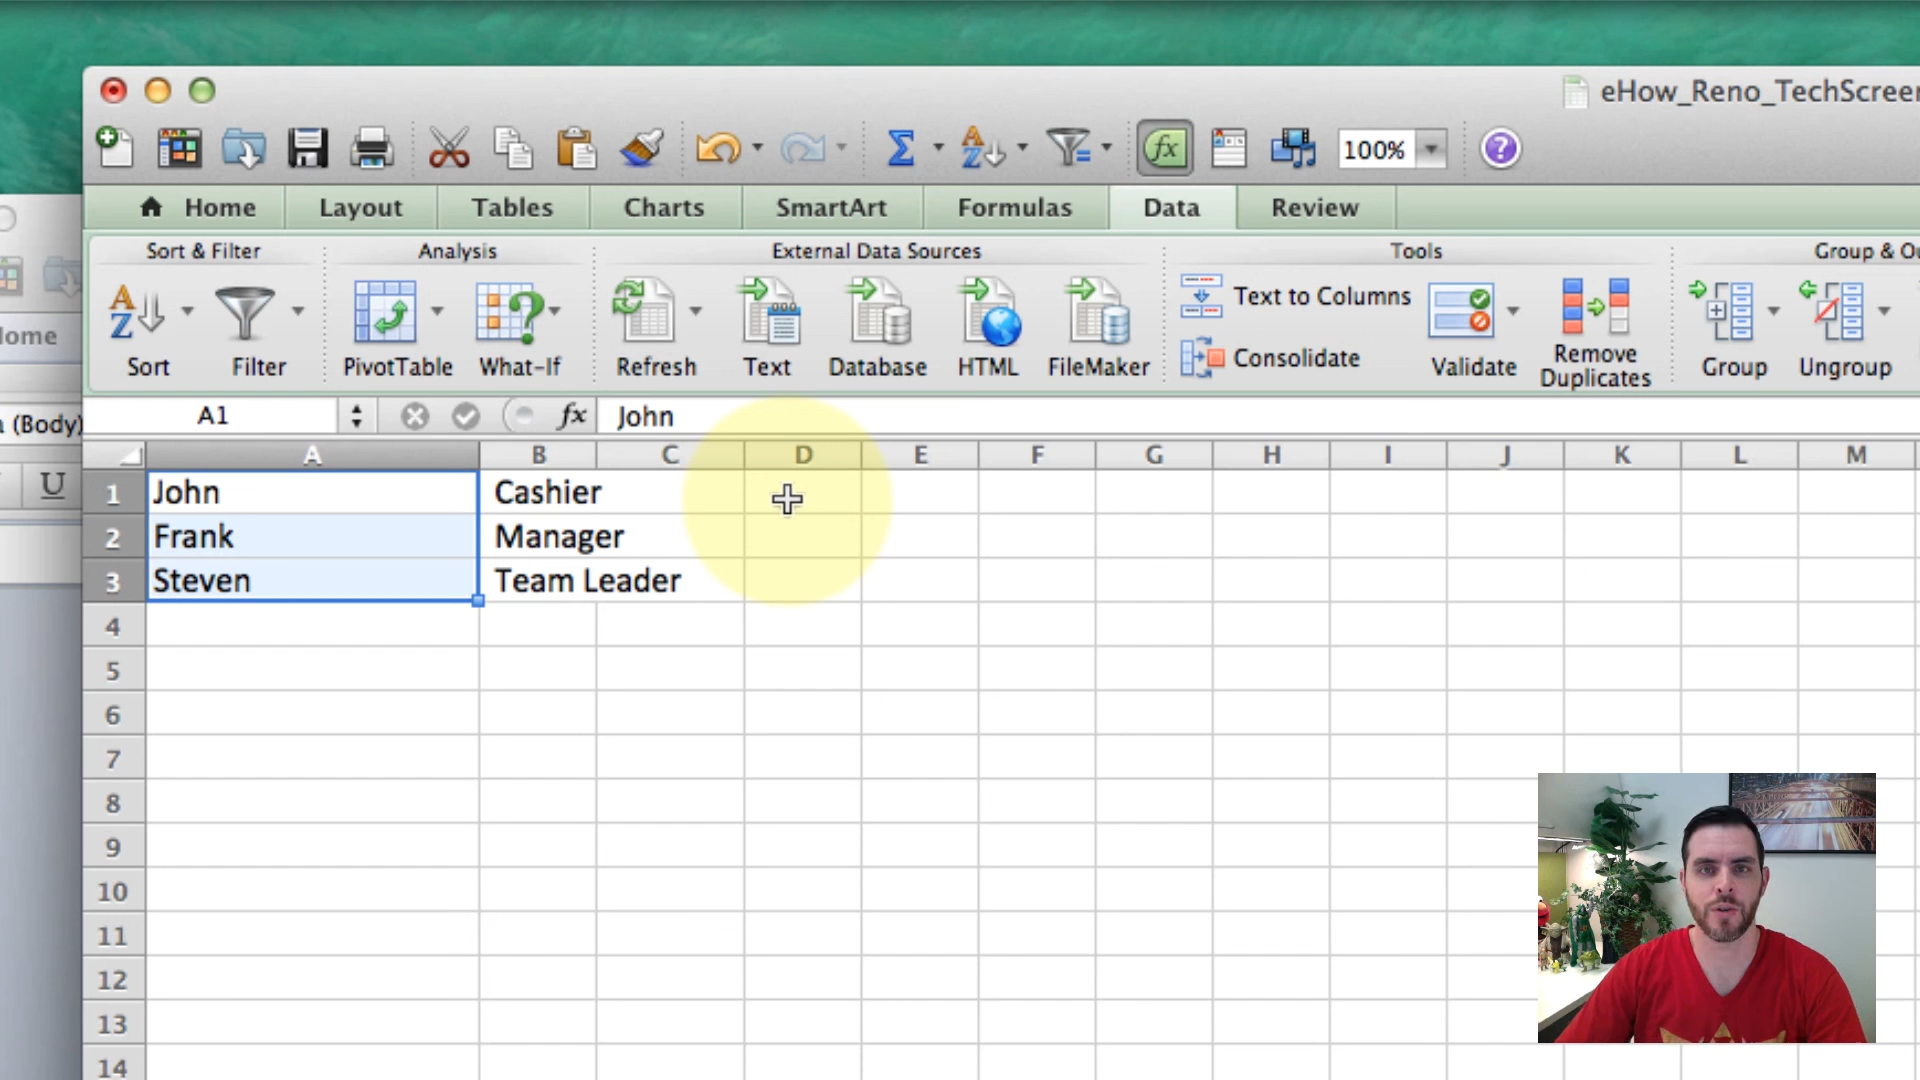 eHow_Reno_TechScreen
100%
Home Layout Tables Charts SmartArt Formulas Data Review
Sort & Filter Analysis External Data Sources Tools Group & Ou
Sort Filter PivotTable What-If Refresh Text Database HTML FileMaker Text to Columns Consolidate Validate Remove Duplicates Group Ungroup
Home
(Body)
U
A1 fx John
A B C D E F G H I J K L M
1 John Cashier
2 Frank Manager
3 Steven Team Leader
4
5
6
7
8
9
10
11
12
13
14